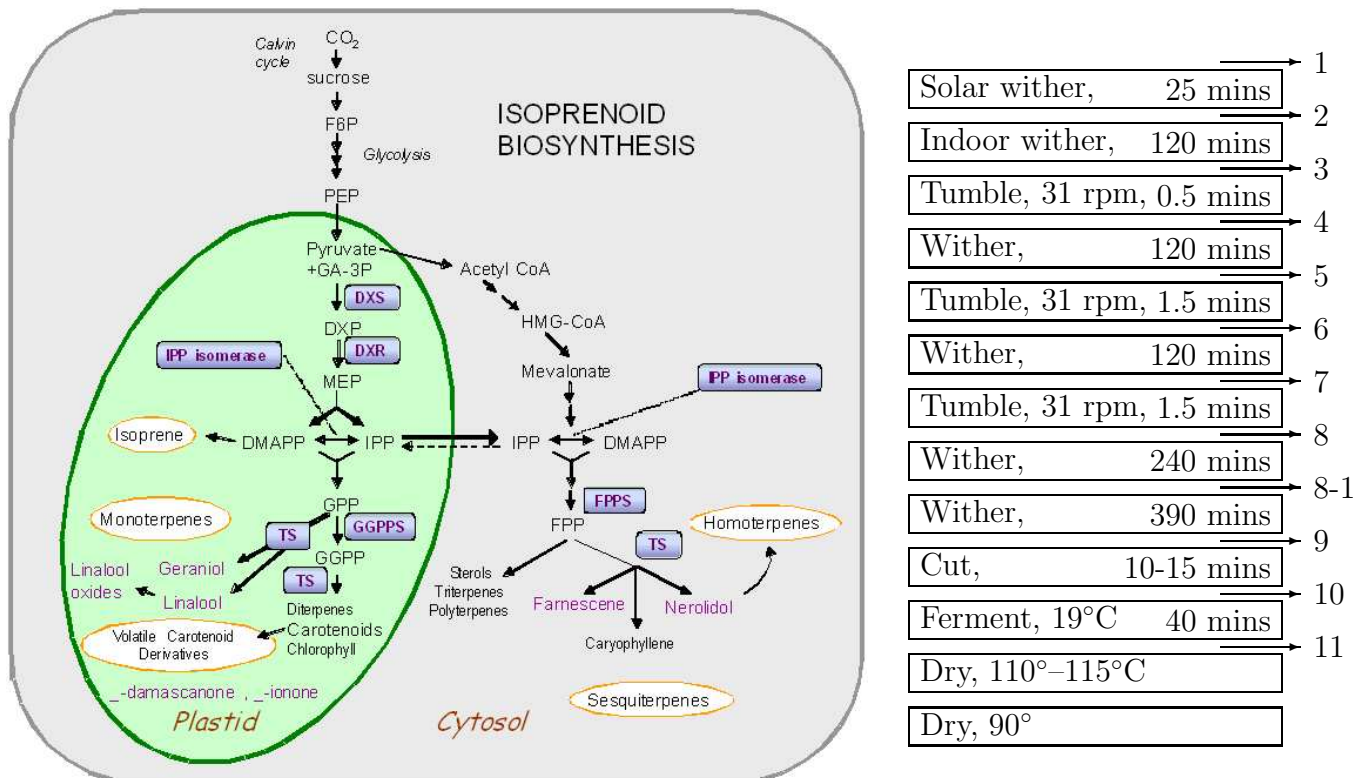 CO2
Calvin
cycle
sucrose
F6P
Glycolysis
PEP
ISOPRENOID
BIOSYNTHESIS
Pyruvate
+GA-3P
Acetyl CoA
DXS
DXP
HMG-CoA
DXR
IPP isomerase
MEP
Mevalonate
IPP isomerase
Isoprene
DMAPP
IPP
IPP
DMAPP
GPP
FPPS
Monoterpenes
TS
GGPPS
FPP
Homoterpenes
TS
GGPP
Linalool
oxides
Geraniol
TS
Linalool
Sterols
Triterpenes
Polyterpenes
Farnescene
Nerolidol
Diterpenes
Carotenoids
Chlorophyll
Volatile Carotenoid
Derivatives
Caryophyllene
_-damascanone , _-ionone
Sesquiterpenes
Plastid
Cytosol
1
Solar wither, 25 mins
2
Indoor wither, 120 mins
3
Tumble, 31 rpm, 0.5 mins
4
Wither, 120 mins
5
Tumble, 31 rpm, 1.5 mins
6
Wither, 120 mins
7
Tumble, 31 rpm, 1.5 mins
8
Wither, 240 mins
8-1
Wither, 390 mins
9
Cut, 10-15 mins
10
Ferment, 19°C 40 mins
11
Dry, 110°–115°C
Dry, 90°